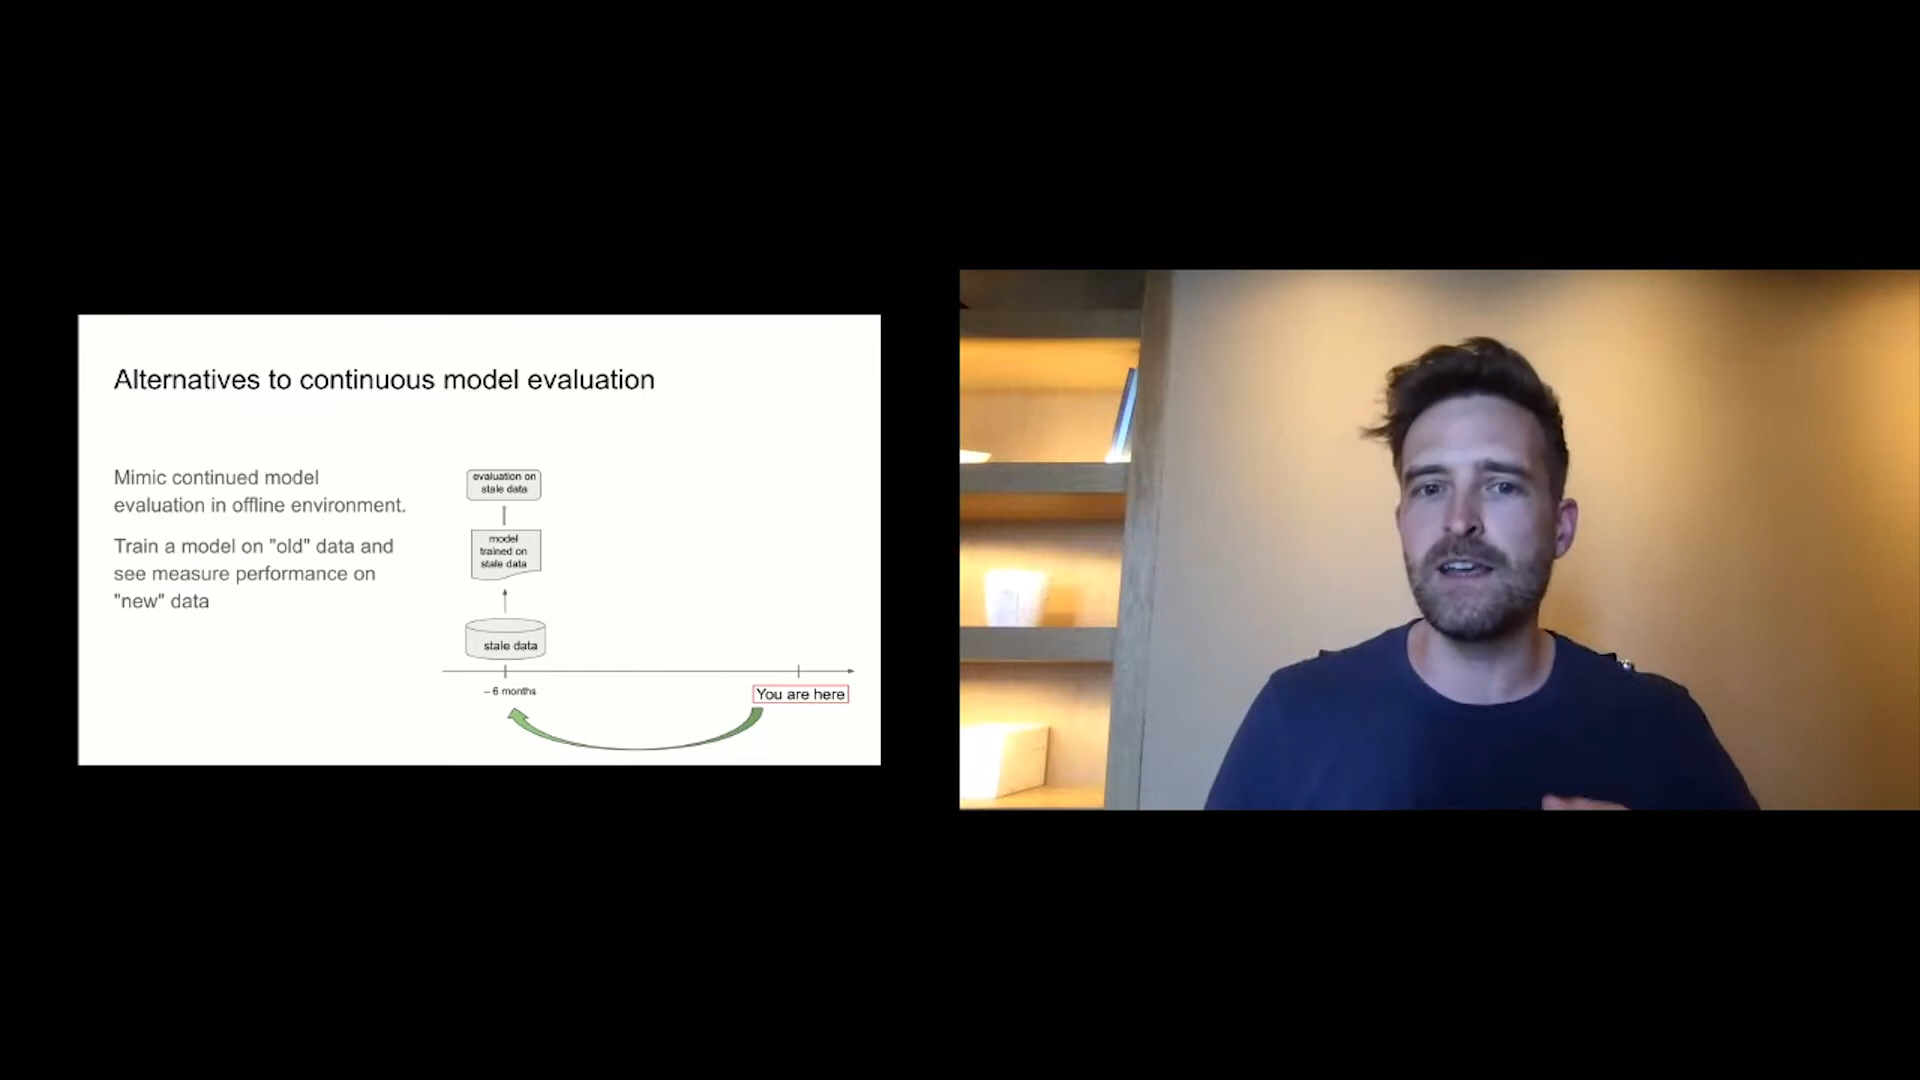 Alternatives to continuous model evaluation
Mimic continued model
evaluation in offline environment.
Train a model on "old" data and
see measure performance on
"new" data
evaluation on
stale data
model
trained on
stale data
stale data
– 6 months
You are here